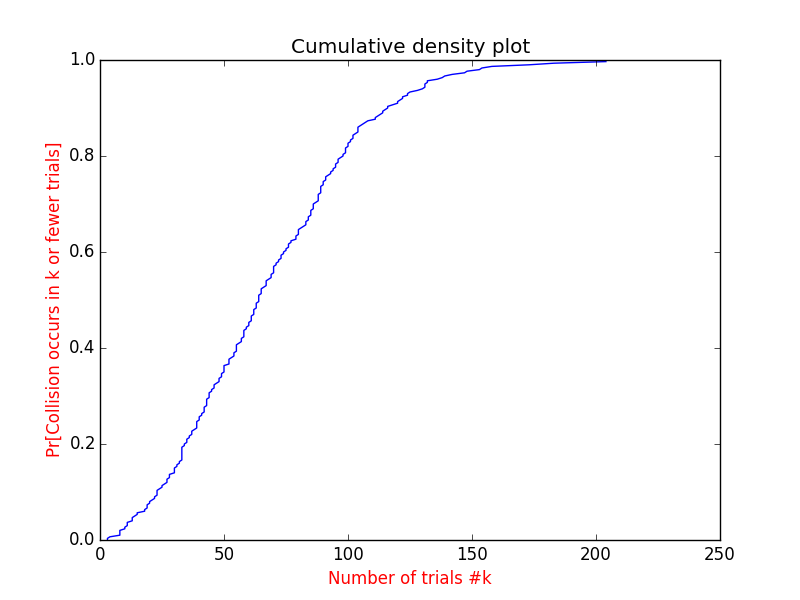 Cumulative density plot
Pr[Collision occurs in k or fewer trials]
1.0
0.8
0.6
0.4
0.2
0.0
0 50 100 150 200 250
Number of trials #k